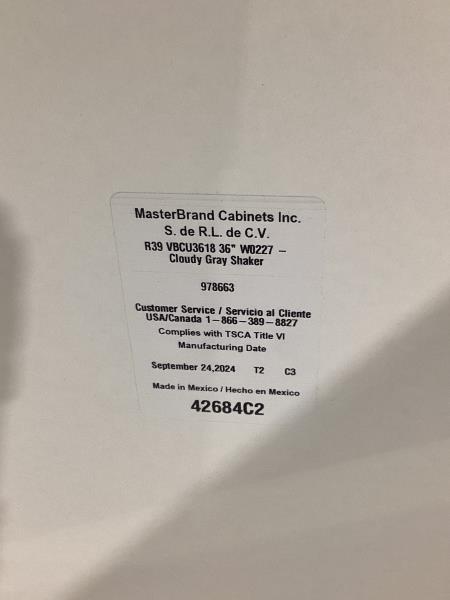 MasterBrand Cabinets Inc.
S. de R.L. de C.V.
R39 VBCU3618 36" W0227 -
Cloudy Gray Shaker
978663
Customer Service / Servicio al Cliente
USA/Canada 1-866-389-8827
Complies with TSCA Title VI
Manufacturing Date
September 24,2024 T2 C3
Made in Mexico / Hecho en Mexico
42684C2